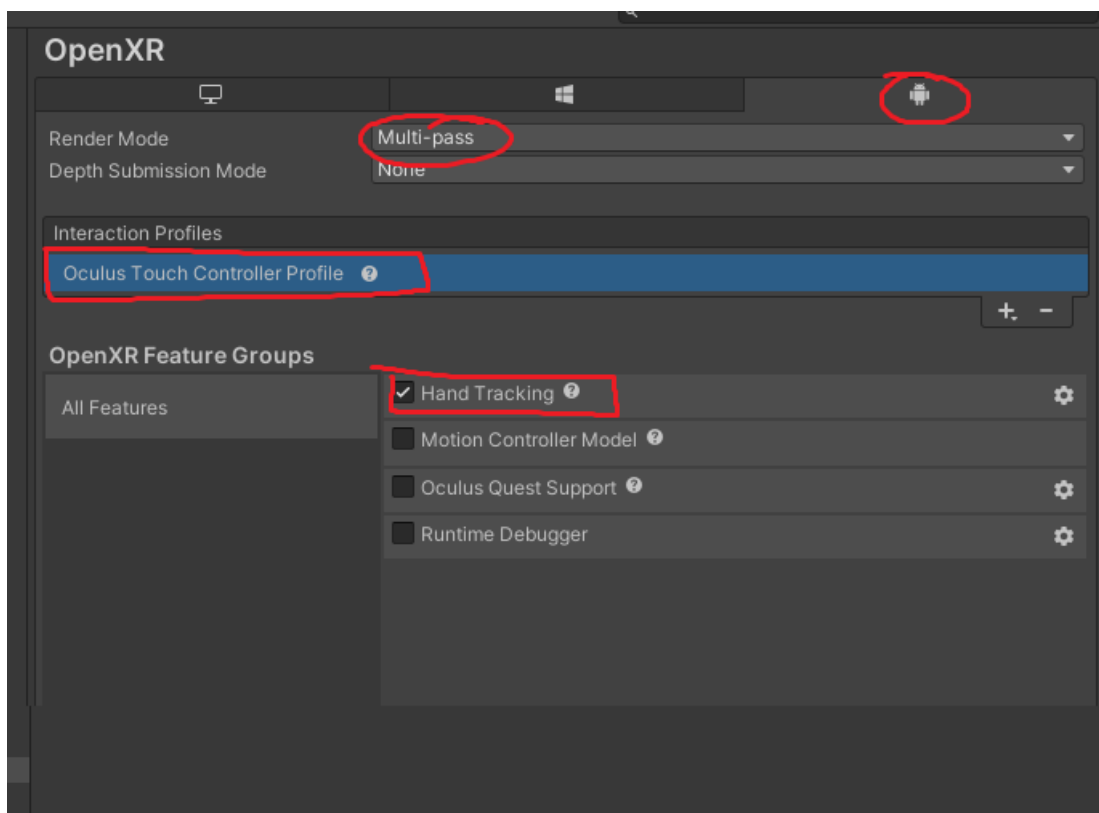 OpenXR
Render Mode Multi-pass
Depth Submission Mode None
Interaction Profiles
Oculus Touch Controller Profile
OpenXR Feature Groups
All Features
Hand Tracking
Motion Controller Model
Oculus Quest Support
Runtime Debugger